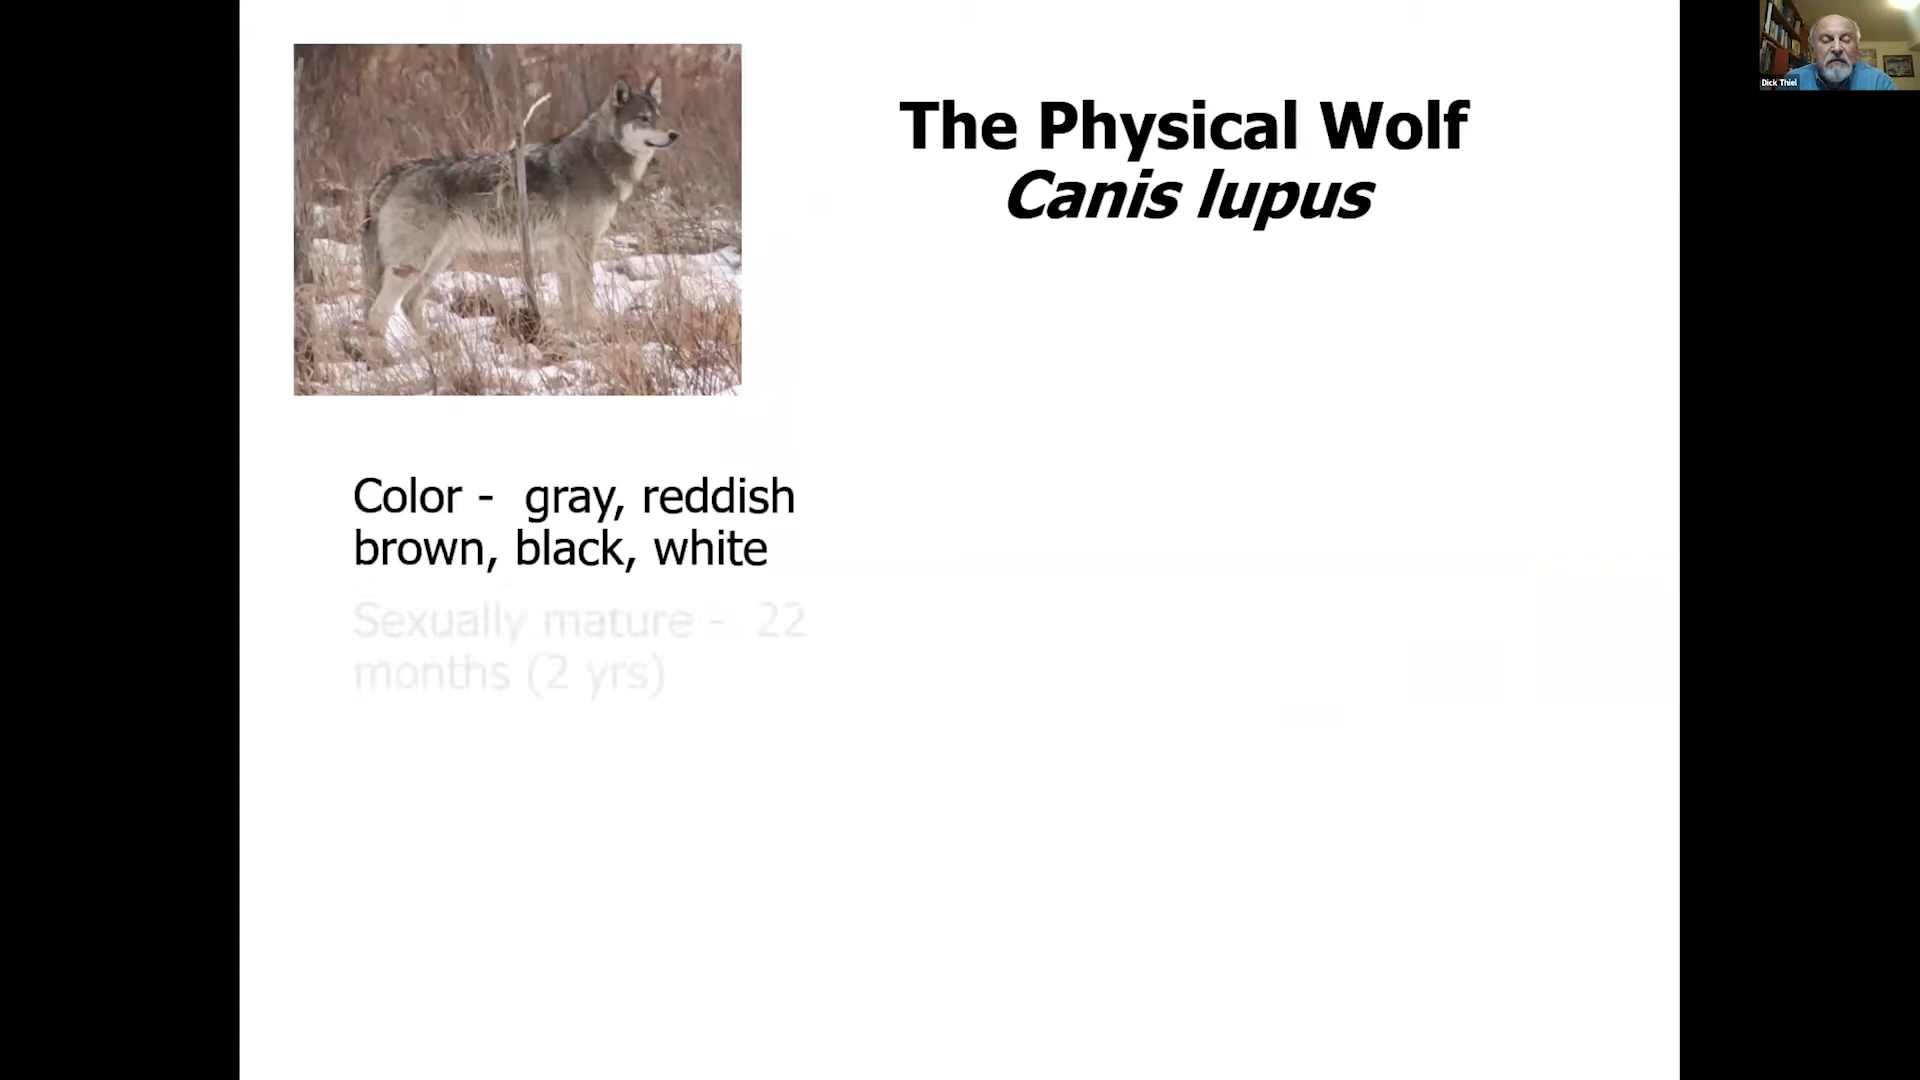 The Physical Wolf
Canis lupus
Color -  gray, reddish
brown, black, white
Sexually mature -  22
months (2 yrs)
Dick Thiel